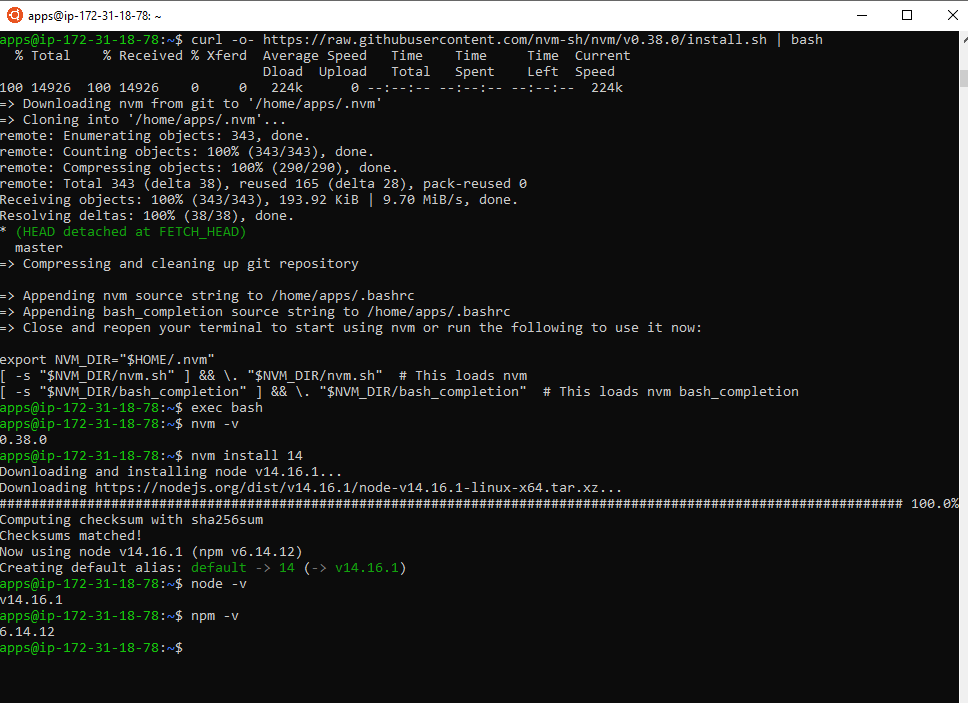 apps@ip-172-31-18-78: ~
apps@ip-172-31-18-78:~$ curl -o- https://raw.githubusercontent.com/nvm-sh/nvm/v0.38.0/install.sh | bash
  % Total    % Received % Xferd  Average Speed   Time    Time     Time  Current
                                 Dload  Upload   Total   Spent    Left  Speed
100 14926  100 14926    0     0   224k      0 --:--:-- --:--:-- --:--:--  224k
=> Downloading nvm from git to '/home/apps/.nvm'
=> Cloning into '/home/apps/.nvm'...
remote: Enumerating objects: 343, done.
remote: Counting objects: 100% (343/343), done.
remote: Compressing objects: 100% (290/290), done.
remote: Total 343 (delta 38), reused 165 (delta 28), pack-reused 0
Receiving objects: 100% (343/343), 193.92 KiB | 9.70 MiB/s, done.
Resolving deltas: 100% (38/38), done.
* (HEAD detached at FETCH_HEAD)
  master
=> Compressing and cleaning up git repository

=> Appending nvm source string to /home/apps/.bashrc
=> Appending bash_completion source string to /home/apps/.bashrc
=> Close and reopen your terminal to start using nvm or run the following to use it now:

export NVM_DIR="$HOME/.nvm"
[ -s "$NVM_DIR/nvm.sh" ] && \. "$NVM_DIR/nvm.sh"  # This loads nvm
[ -s "$NVM_DIR/bash_completion" ] && \. "$NVM_DIR/bash_completion"  # This loads nvm bash_completion
apps@ip-172-31-18-78:~$ exec bash
apps@ip-172-31-18-78:~$ nvm -v
0.38.0
apps@ip-172-31-18-78:~$ nvm install 14
Downloading and installing node v14.16.1...
Downloading https://nodejs.org/dist/v14.16.1/node-v14.16.1-linux-x64.tar.xz...
################################################################################################################# 100.0%
Computing checksum with sha256sum
Checksums matched!
Now using node v14.16.1 (npm v6.14.12)
Creating default alias: default -> 14 (-> v14.16.1)
apps@ip-172-31-18-78:~$ node -v
v14.16.1
apps@ip-172-31-18-78:~$ npm -v
6.14.12
apps@ip-172-31-18-78:~$